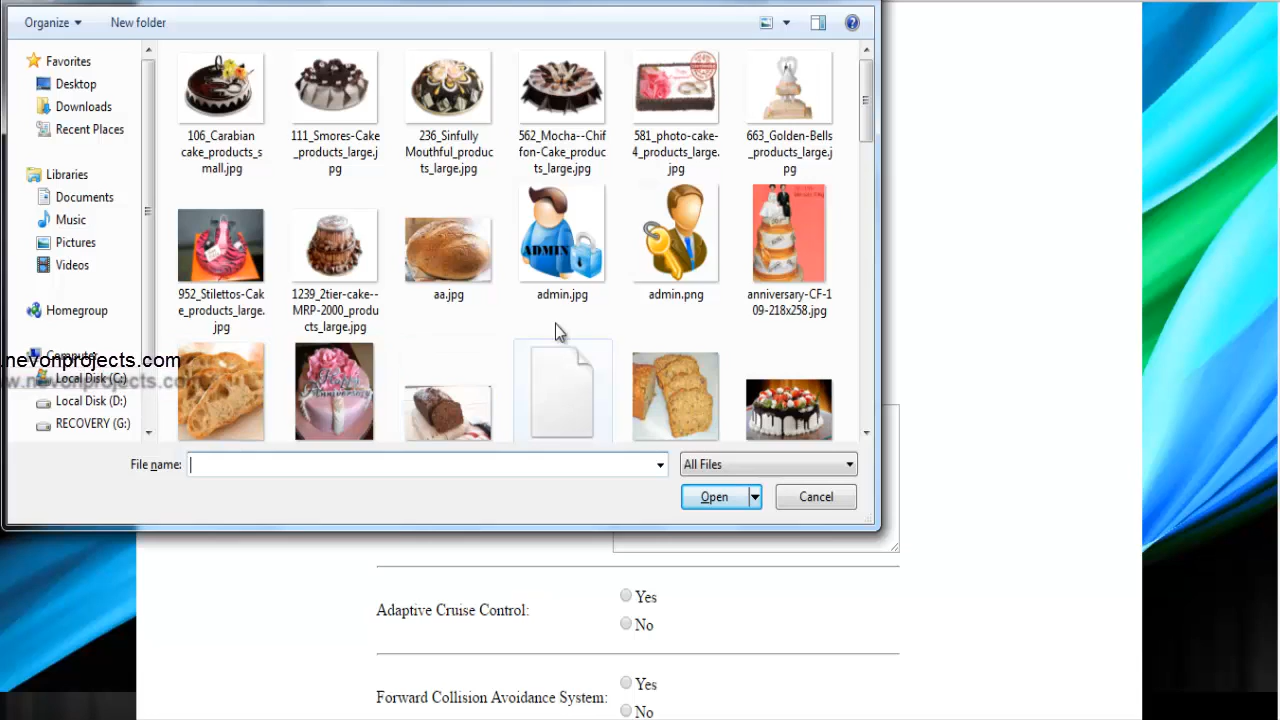 Organize
New folder
Favorites
Desktop
Downloads
Recent Places
Libraries
Documents
Music
Pictures
Videos
Homegroup
Computer
Local Disk (C:)
Local Disk (D:)
RECOVERY (G:)
106_Carabian
cake_products_s
mall.jpg
111_Smores-Cake
_products_large.j
pg
236_Sinfully
Mouthful_produc
ts_large.jpg
562_Mocha--Chif
fon-Cake_produc
ts_large.jpg
581_photo-cake-
4_products_large.
jpg
663_Golden-Bells
_products_large.j
pg
952_Stilettos-Cak
e_products_large.
jpg
1239_2tier-cake--
MRP-2000_produ
cts_large.jpg
aa.jpg
ADMIN
admin.jpg
admin.png
anniversary-CF-1
09-218x258.jpg
.nevonprojects.com
File name:
All Files
Open
Cancel
Adaptive Cruise Control:
Yes
No
Forward Collision Avoidance System:
Yes
No